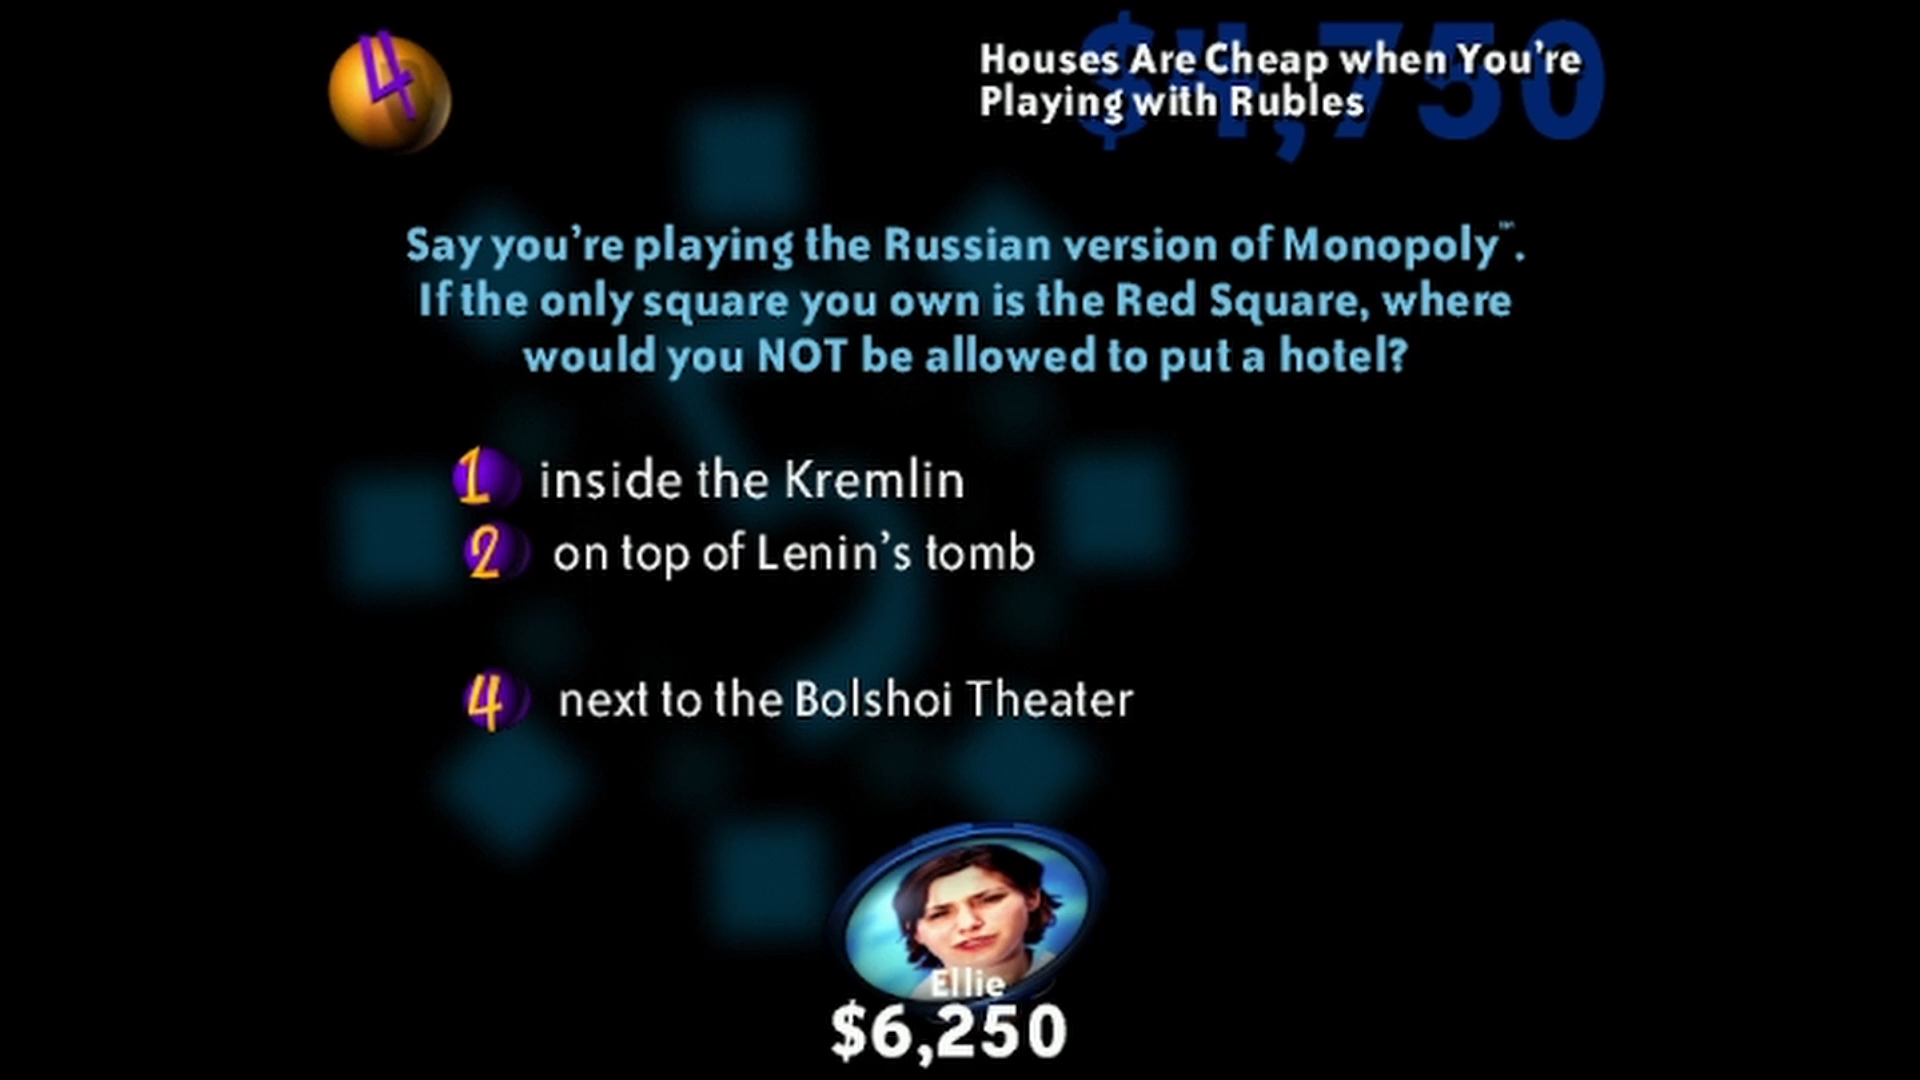 4
$4,750
Houses Are Cheap when You're
Playing with Rubles
Say you're playing the Russian version of Monopoly™.
If the only square you own is the Red Square, where
would you NOT be allowed to put a hotel?
1 inside the Kremlin
2 on top of Lenin's tomb
4 next to the Bolshoi Theater
Ellie
$6,250